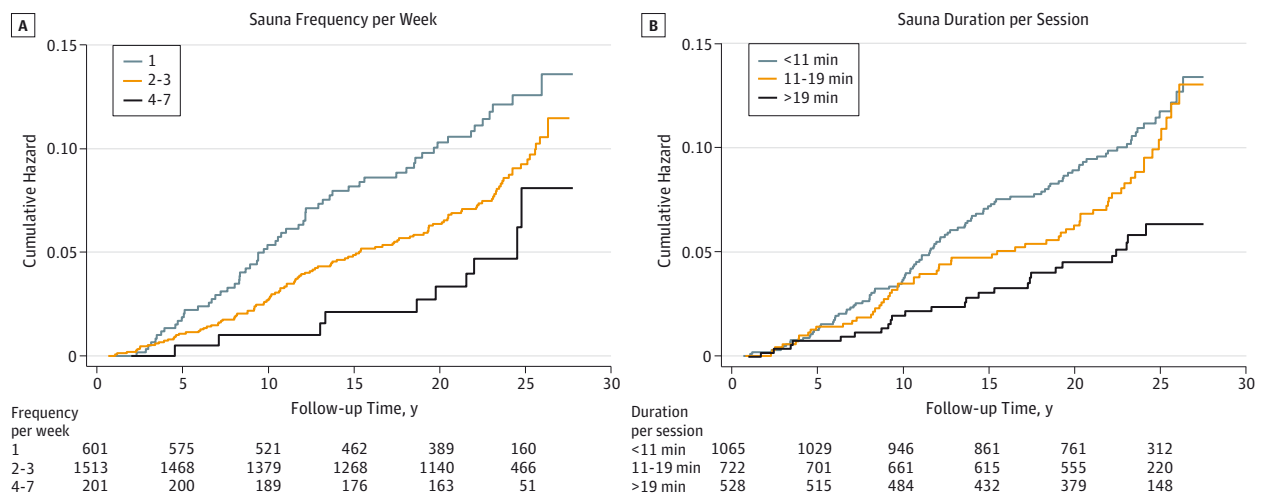 A
Sauna Frequency per Week
0.15
0.10
0.05
0
Cumulative Hazard
1
2-3
4-7
0 5 10 15 20 25 30
Follow-up Time, y
Frequency
per week
1 601 575 521 462 389 160
2-3 1513 1468 1379 1268 1140 466
4-7 201 200 189 176 163 51
B
Sauna Duration per Session
0.15
0.10
0.05
0
Cumulative Hazard
<11 min
11-19 min
>19 min
0 5 10 15 20 25 30
Follow-up Time, y
Duration
per session
<11 min 1065 1029 946 861 761 312
11-19 min 722 701 661 615 555 220
>19 min 528 515 484 432 379 148